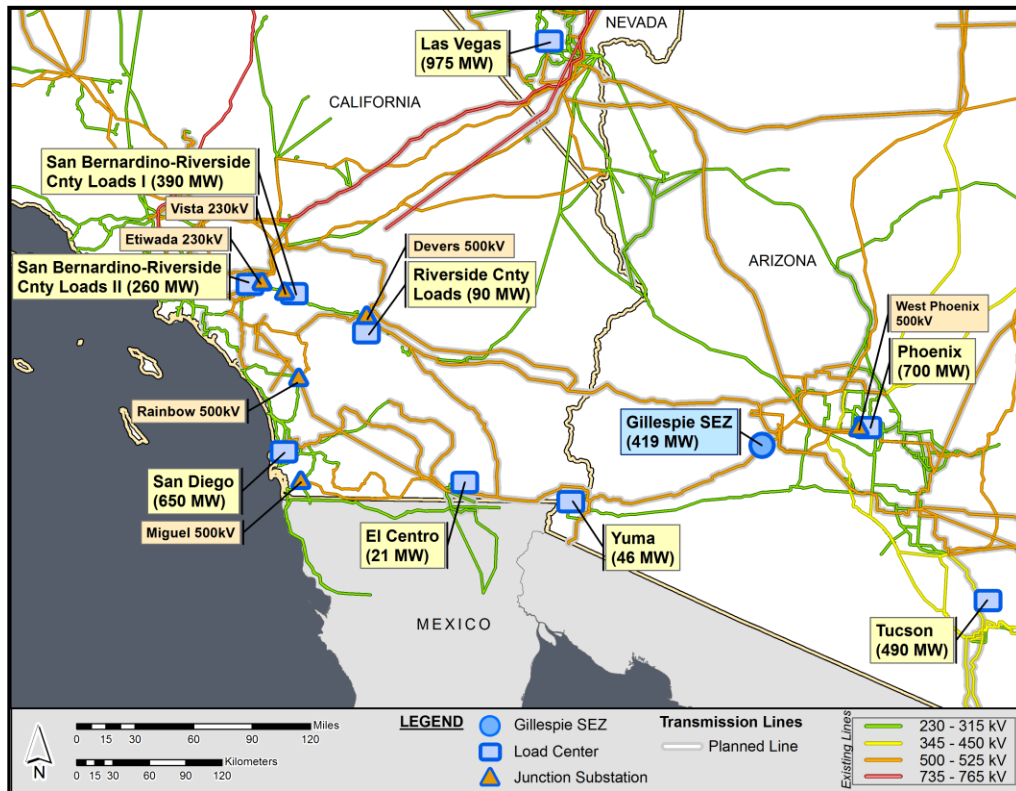 NEVADA
Las Vegas
(975 MW)
CALIFORNIA
San Bernardino-Riverside
Cnty Loads I (390 MW)
Vista 230kV
Etiwada 230kV
San Bernardino-Riverside
Cnty Loads II (260 MW)
Devers 500kV
Riverside Cnty
Loads (90 MW)
ARIZONA
West Phoenix
500kV
Phoenix
(700 MW)
Rainbow 500kV
Gillespie SEZ
(419 MW)
San Diego
(650 MW)
Miguel 500kV
El Centro
(21 MW)
Yuma
(46 MW)
MEXICO
Tucson
(490 MW)
N
Miles
0 15 30 60 90 120
Kilometers
0 15 30 60 90 120
LEGEND
Gillespie SEZ
Load Center
Junction Substation
Transmission Lines
Planned Line
Existing Lines
230 - 315 kV
345 - 450 kV
500 - 525 kV
735 - 765 kV